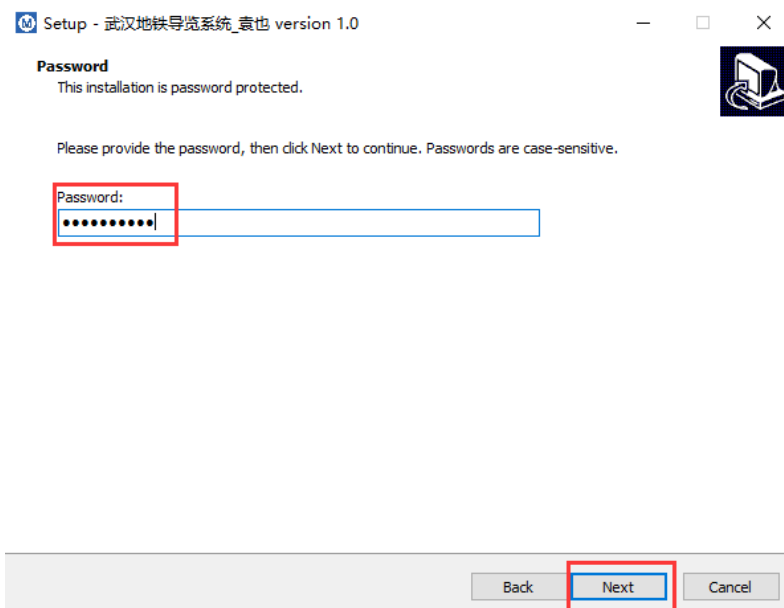 Setup - 武汉地铁导览系统_袁也 version 1.0
Password
This installation is password protected.
Please provide the password, then click Next to continue. Passwords are case-sensitive.
Password:
●●●●●●●●●●
Back Next Cancel